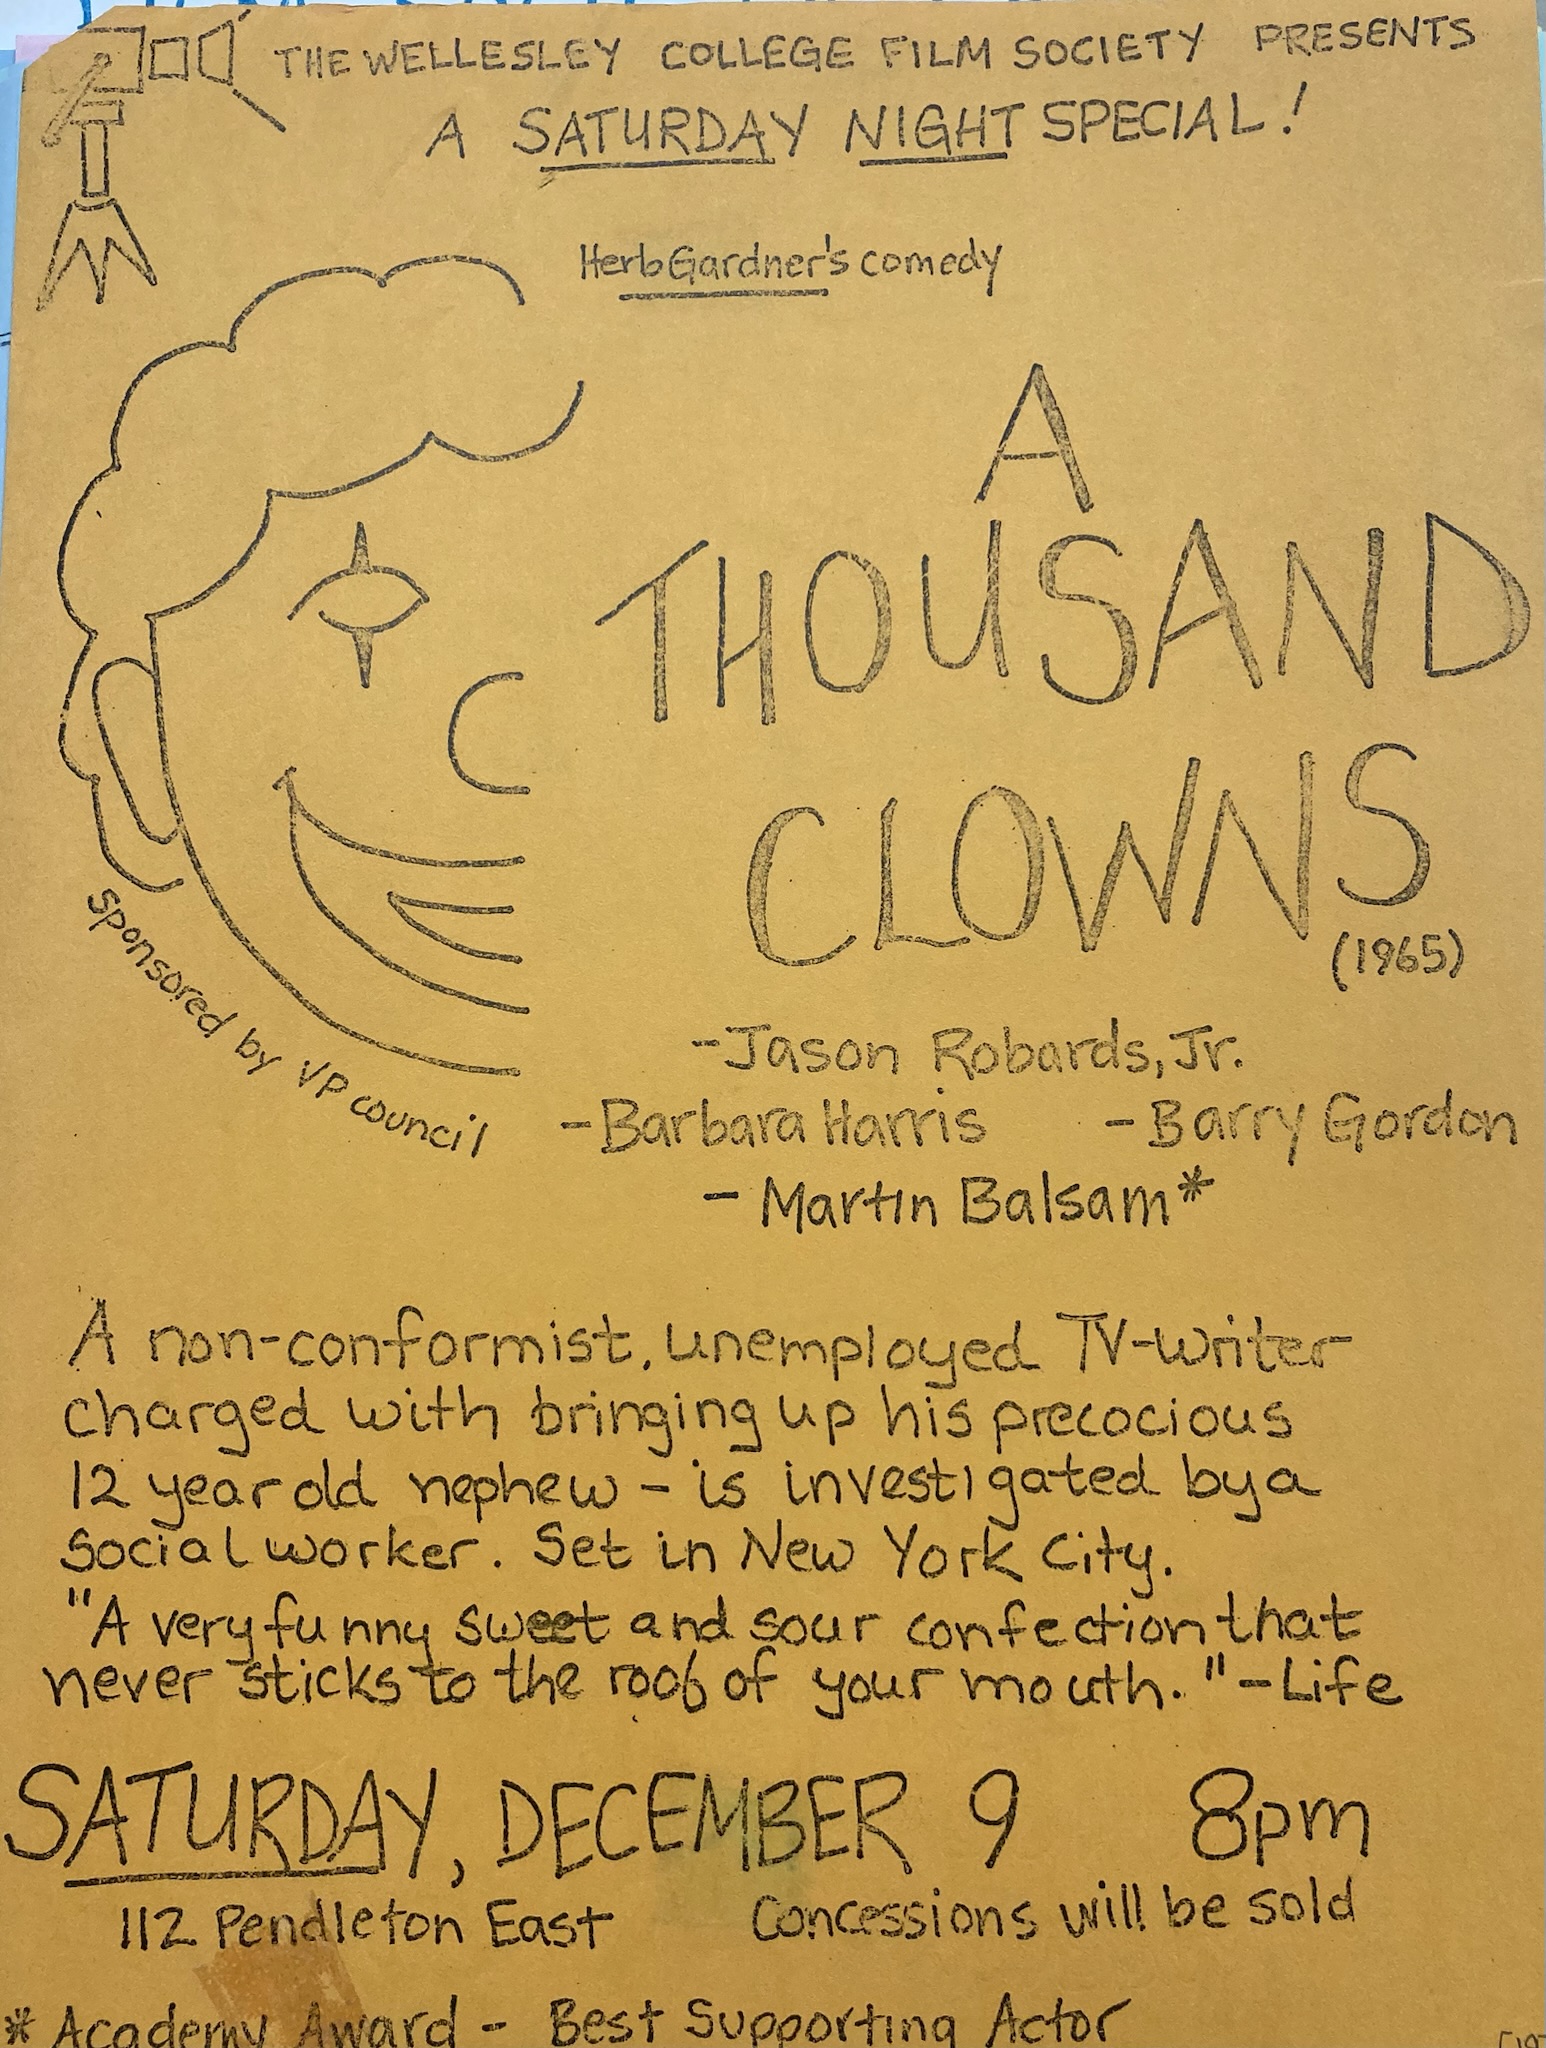 THE WELLESLEY COLLEGE FILM SOCIETY PRESENTS
A SATURDAY NIGHT SPECIAL!
Herb Gardner's comedy
A
THOUSAND
CLOWNS
(1965)
Sponsored by VP council
-Jason Robards, Jr.
-Barbara Harris -Barry Gordon
-Martin Balsam*
A non-conformist, unemployed TV-writer
charged with bringing up his precocious
12 year old nephew - is investigated by a
social worker. Set in New York City.
"A very funny sweet and sour confection that
never sticks to the roof of your mouth." -Life
SATURDAY, DECEMBER 9 8pm
112 Pendleton East Concessions will be sold
* Academy Award - Best Supporting Actor